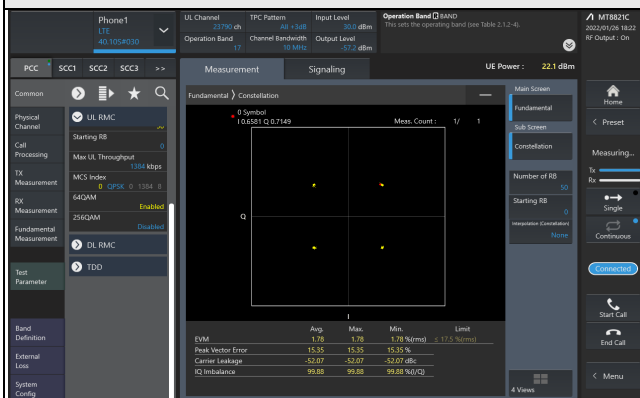 Phone1
LTE
40.10S#030
UL Channel
23790 ch
TPC Pattern
All +3dB
Input Level
30.0 dBm
Operation Band
17
Channel Bandwidth
10 MHz
Output Level
-57.2 dBm
Operation Band BAND
This sets the operating band (see Table 2.1.2–4).
MT8821C
2022/01/26 18:22
RF Output : On
PCC
SCC1
SCC2
SCC3
>>
Measurement
Signaling
UE Power : 22.1 dBm
Common
Physical
Channel
Call
Processing
TX
Measurement
RX
Measurement
Fundamental
Measurement
Test
Parameter
Band
Definition
External
Loss
System
Config
UL RMC
Starting RB
0
Max UL Throughput
1384 kbps
MCS Index
0 QPSK 0 1384 8
64QAM
Enabled
256QAM
Disabled
DL RMC
TDD
Fundamental > Constellation
0 Symbol
I 0.6581 Q 0.7149
Meas. Count : 1/ 1
Q
I
Avg. Max. Min. Limit
EVM 1.78 1.78 1.78 %(rms) ≤ 17.5 %(rms)
Peak Vector Error 15.35 15.35 15.35 %
Carrier Leakage -52.07 -52.07 -52.07 dBc
IQ Imbalance 99.88 99.88 99.88 %(I/Q)
Main Screen
Fundamental
Sub Screen
Constellation
Number of RB
50
Starting RB
0
Interpolation (Constellation)
None
4 Views
Home
< Preset
Measuring...
Tx
Rx
Single
Continuous
Connected
Start Call
End Call
< Menu